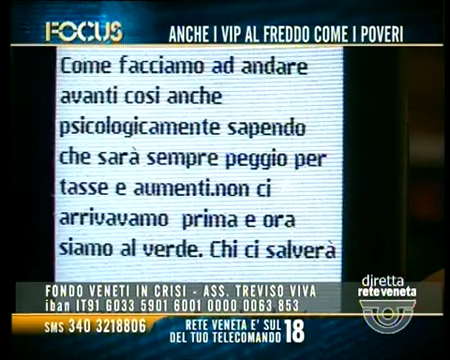 FOCUS
ANCHE I VIP AL FREDDO COME I POVERI
Come facciamo ad andare
avanti cosi anche
psicologicamente sapendo
che sarà sempre peggio per
tasse e aumenti.non ci
arrivavamo prima e ora
siamo al verde. Chi ci salverà
diretta
reteveneta
FONDO VENETI IN CRISI - ASS. TREVISO VIVA
iban IT91 G033 5901 6001 0000 0063 853
SMS 340 3218806
RETE VENETA E' SUL
DEL TUO TELECOMANDO
18